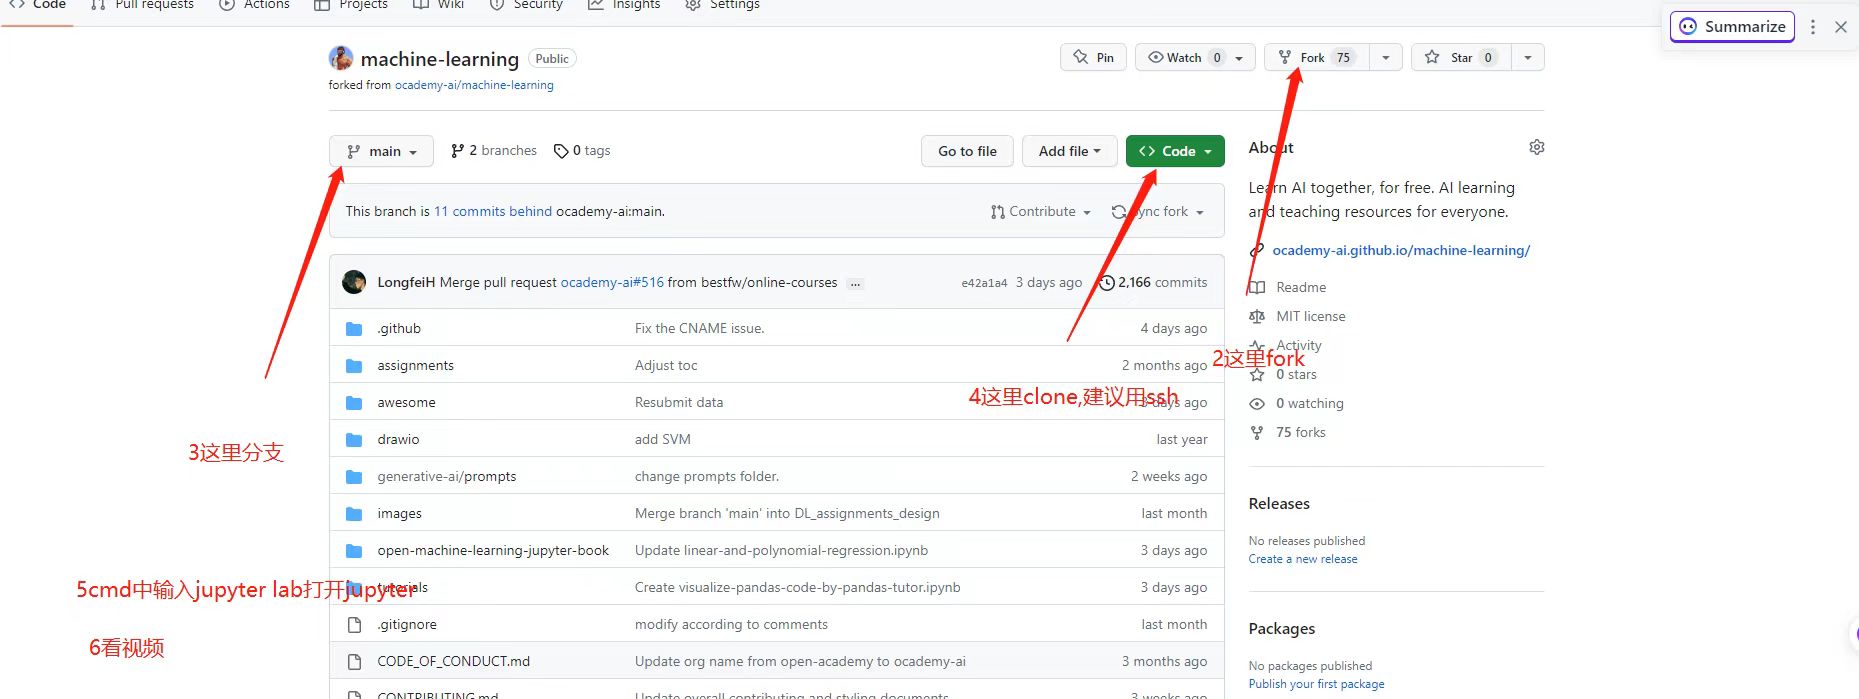 Code Pull requests Actions Projects Wiki Security Insights Settings
Summarize
machine-learning Public
Pin Watch 0 Fork 75 Star 0
forked from ocademy-ai/machine-learning
main 2 branches 0 tags Go to file Add file Code
About
Learn AI together, for free. AI learning
and teaching resources for everyone.
This branch is 11 commits behind ocademy-ai:main. Contribute Sync fork
ocademy-ai.github.io/machine-learning/
LongfeiH Merge pull request ocademy-ai#516 from bestfw/online-courses ... e42a1a4 3 days ago 2,166 commits
Readme
MIT license
Activity
2这里fork
0 stars
0 watching
75 forks
.github Fix the CNAME issue. 4 days ago
assignments Adjust toc 2 months ago
4这里clone,建议用ssh
awesome Resubmit data 3 days ago
drawio add SVM last year
3这里分支
generative-ai/prompts change prompts folder. 2 weeks ago
images Merge branch 'main' into DL_assignments_design last month
open-machine-learning-jupyter-book Update linear-and-polynomial-regression.ipynb 3 days ago
5cmd中输入jupyter lab打开jupyter
tutorials Create visualize-pandas-code-by-pandas-tutor.ipynb 3 days ago
.gitignore modify according to comments last month
6看视频
CODE_OF_CONDUCT.md Update org name from open-academy to ocademy-ai 3 months ago
CONTRIBUTING.md Update overall contributing and styling documents 3 weeks ago
Releases
No releases published
Create a new release
Packages
No packages published
Publish your first package